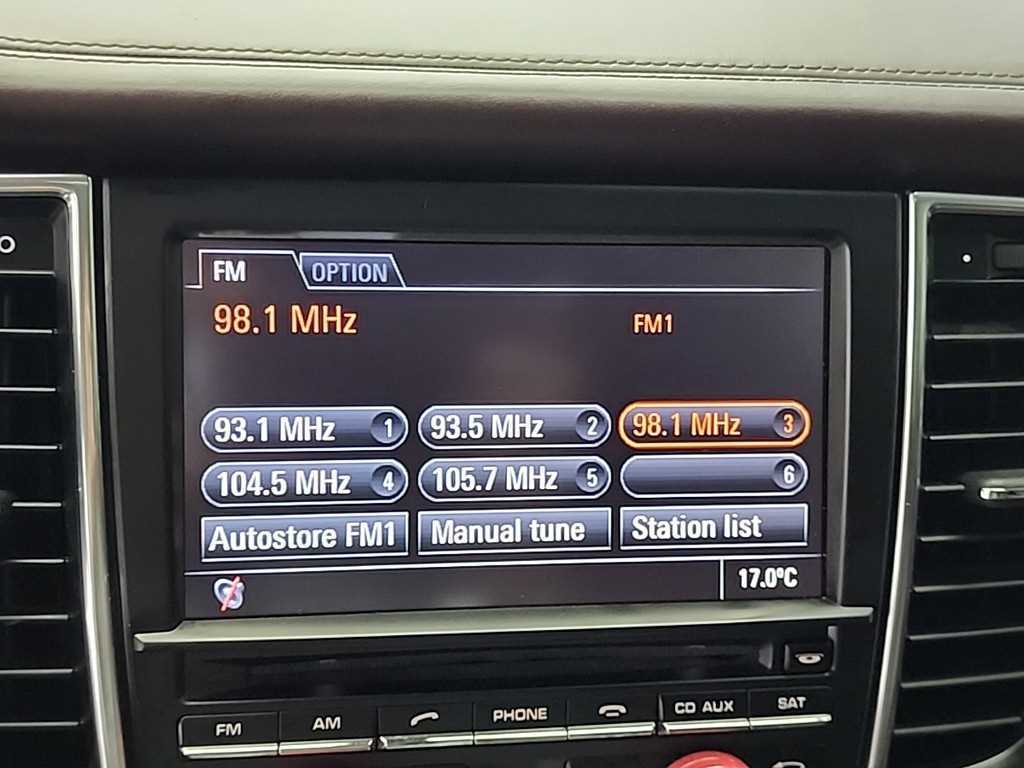 FM OPTION
98.1 MHz FM1
93.1 MHz 1 93.5 MHz 2 98.1 MHz 3
104.5 MHz 4 105.7 MHz 5 6
Autostore FM1 Manual tune Station list
17.0°C
FM AM PHONE CD AUX SAT